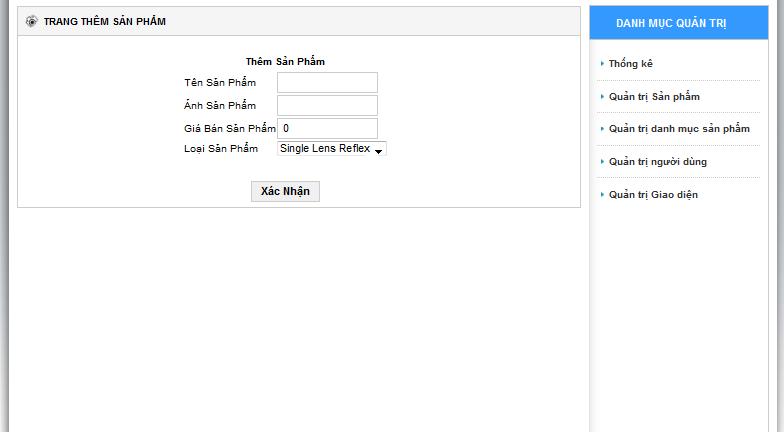 TRANG THÊM SẢN PHẨM
Thêm Sản Phẩm
Tên Sản Phẩm
Ảnh Sản Phẩm
Giá Bán Sản Phẩm 0
Loại Sản Phẩm Single Lens Reflex
Xác Nhận
DANH MỤC QUẢN TRỊ
Thống kê
Quản trị Sản phẩm
Quản trị danh mục sản phẩm
Quản trị người dùng
Quản trị Giao diện